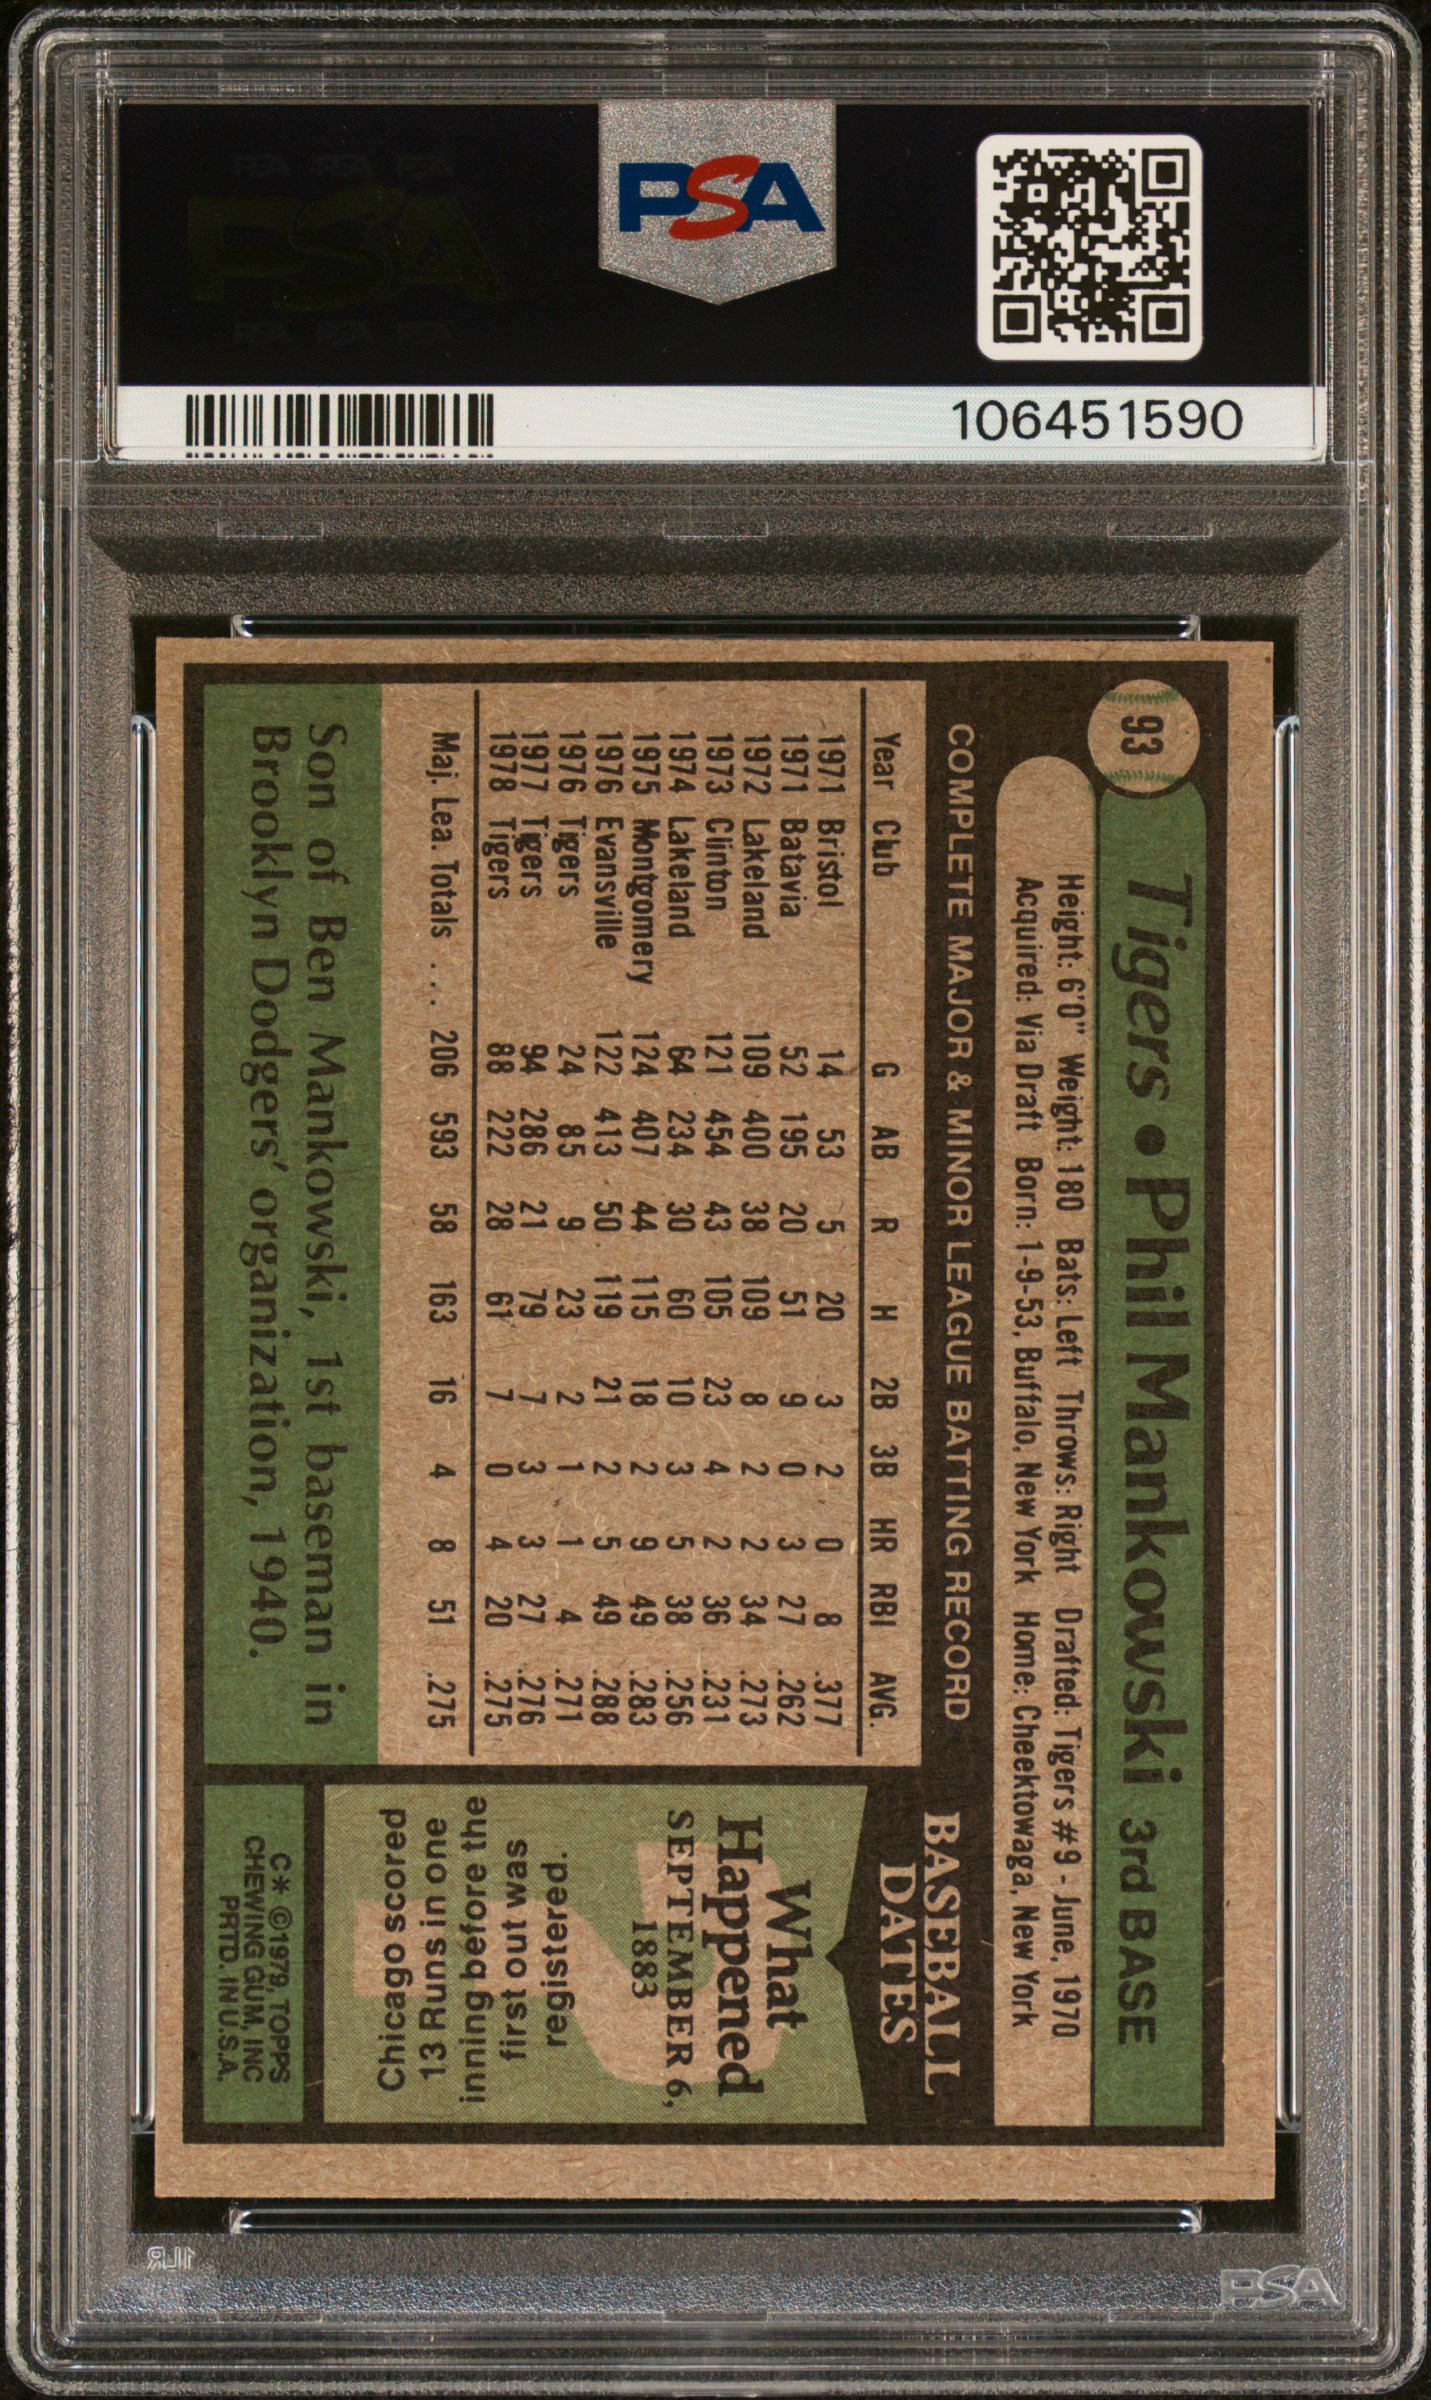 PSA PSA PSA
PSA
PSA PSA PSA
PSA
106451590
93
Tigers • Phil Mankowski 3rd BASE
Height: 6'0" Weight: 180 Bats: Left Throws: Right Drafted: Tigers #9 - June, 1970
Acquired: Via Draft Born: 1-9-53, Buffalo, New York Home: Cheektowaga, New York
COMPLETE MAJOR & MINOR LEAGUE BATTING RECORD
Year Club G AB R H 2B 3B HR RBI AVG.
1971 Bristol 14 53 5 20 3 2 0 8 .377
1971 Batavia 52 195 20 51 9 0 3 27 .262
1972 Lakeland 109 400 38 109 8 2 2 34 .273
1973 Clinton 121 454 43 105 23 4 2 36 .231
1974 Lakeland 64 234 30 60 10 3 5 38 .256
1975 Montgomery 124 407 44 115 18 2 9 49 .283
1976 Evansville 122 413 50 119 21 2 5 49 .288
1976 Tigers 24 85 9 23 2 1 1 4 .271
1977 Tigers 94 286 21 79 7 3 3 27 .276
1978 Tigers 88 222 28 61 7 0 4 20 .275
Maj. Lea. Totals . . . 206 593 58 163 16 4 8 51 .275
Son of Ben Mankowski, 1st baseman in
Brooklyn Dodgers' organization, 1940.
BASEBALL
DATES
What
Happened
SEPTEMBER 6,
1883
Chicago scored
13 Runs in one
inning before the
first out was
registered.
C* ©1979, TOPPS
CHEWING GUM, INC
PRTD. IN U.S.A.
1LR
PSA